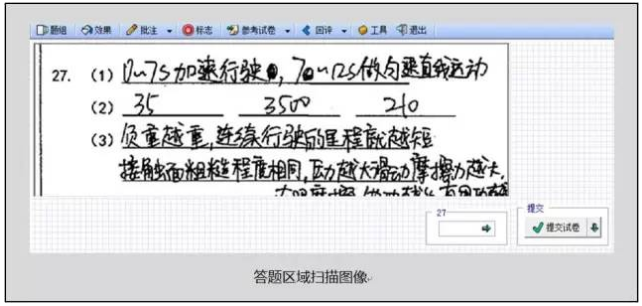 题组 效果 批注 标志 参考试卷 回评 工具 退出
27. (1) 0~7s加速行驶，7~12s做匀速直线运动
(2) 35 3500 210
(3) 负重越重，连续行驶的里程就越短
接触面粗糙程度相同，压力越大滑动摩擦力越大，
27
提交
提交试卷
答题区域扫描图像